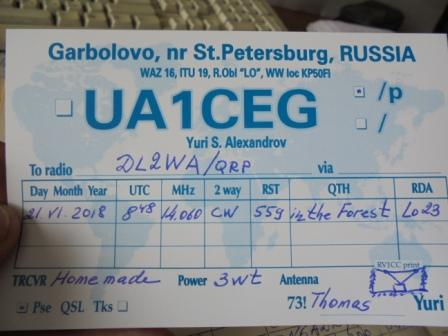 Garbolovo, nr St.Petersburg, RUSSIA
WAZ 16, ITU 19, R.Obl "LO", WW loc KP50FI
UA1CEG /p
/
Yuri S. Alexandrov
To radio DL2WA/QRP via
Day Month Year UTC MHz 2 way RST QTH RDA
21 VI. 2018 8 48 14,060 CW 559 in the Forest LO 23
RV1CC print
TRCVR Home made Power 3wt Antenna
Pse QSL Tks 73! Thomas Yuri